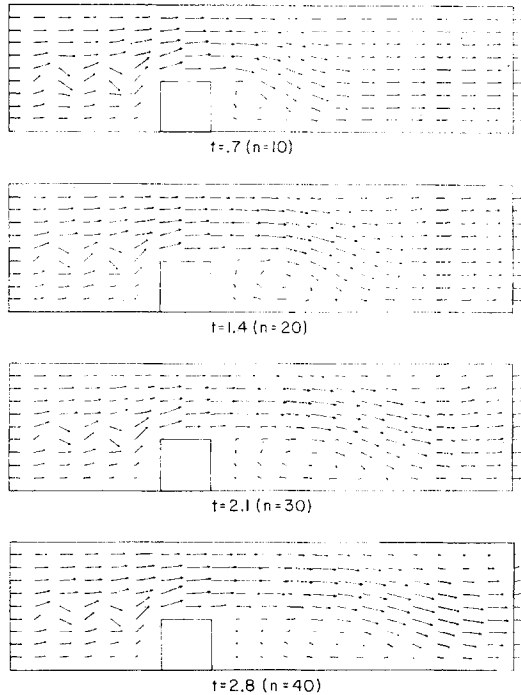 t=.7 (n=10)
t=1.4 (n=20)
t=2.1 (n=30)
t=2.8 (n=40)